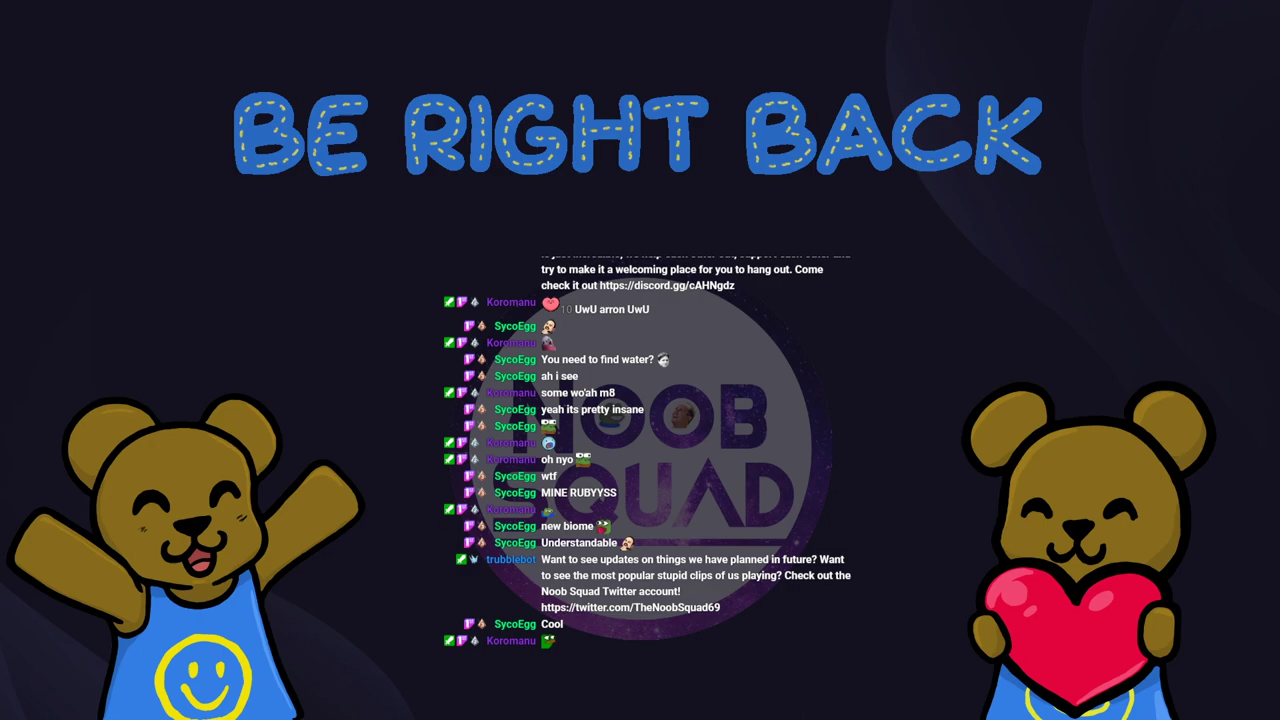 BE RIGHT BACK
try to make it a welcoming place for you to hang out. Come
check it out https://discord.gg/cAHNgdz
Koromanu 10 UwU arron UwU
SycoEgg
Koromanu
SycoEgg You need to find water?
SycoEgg ah i see
Koromanu some wo'ah m8
SycoEgg yeah its pretty insane
SycoEgg
Koromanu
Koromanu oh nyo
SycoEgg wtf
SycoEgg MINE RUBYYSS
Koromanu
SycoEgg new biome
SycoEgg Understandable
trubblebot Want to see updates on things we have planned in future? Want
to see the most popular stupid clips of us playing? Check out the
Noob Squad Twitter account!
https://twitter.com/TheNoobSquad69
SycoEgg Cool
Koromanu
NOOB
SQUAD